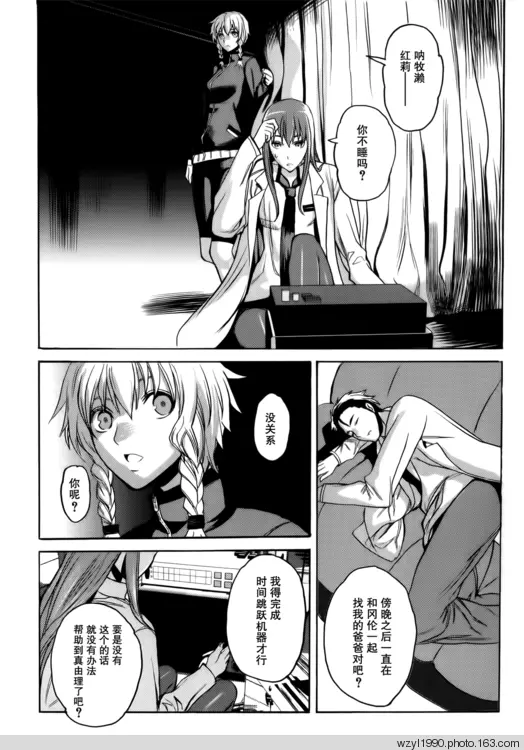 呐牧濑
红莉——
你不睡吗？
没关系
你呢？
傍晚之后一直在
和冈伦一起
找我的爸爸
对吧？
我得完成
时间跳跃机器才行
要是没有
这个的话
就没有办法
帮助到真由理了吧？
wzyl1990.photo.163.com